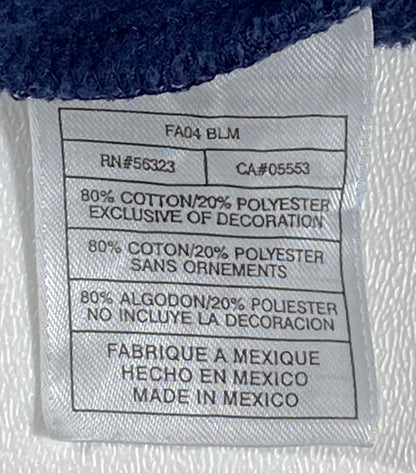 FA04 BLM
RN#56323 CA#05553
80% COTTON/20% POLYESTER
EXCLUSIVE OF DECORATION
80% COTON/20% POLYESTER
SANS ORNEMENTS
80% ALGODON/20% POLIESTER
NO INCLUYE LA DECORACION
FABRIQUE A MEXIQUE
HECHO EN MEXICO
MADE IN MEXICO